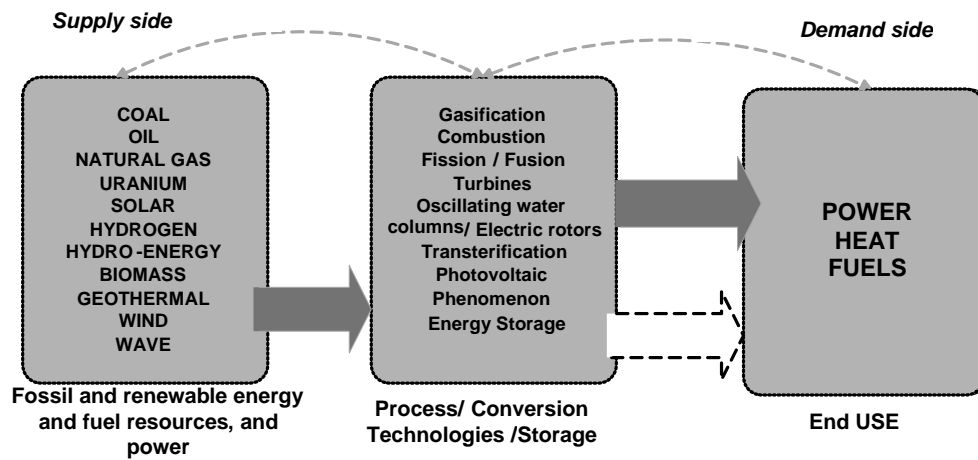 Supply side
Demand side
COAL
OIL
NATURAL GAS
URANIUM
SOLAR
HYDROGEN
HYDRO-ENERGY
BIOMASS
GEOTHERMAL
WIND
WAVE
Fossil and renewable energy
and fuel resources, and
power
Gasification
Combustion
Fission / Fusion
Turbines
Oscillating water
columns/ Electric rotors
Transterification
Photovoltaic
Phenomenon
Energy Storage
Process/ Conversion
Technologies /Storage
POWER
HEAT
FUELS
End USE